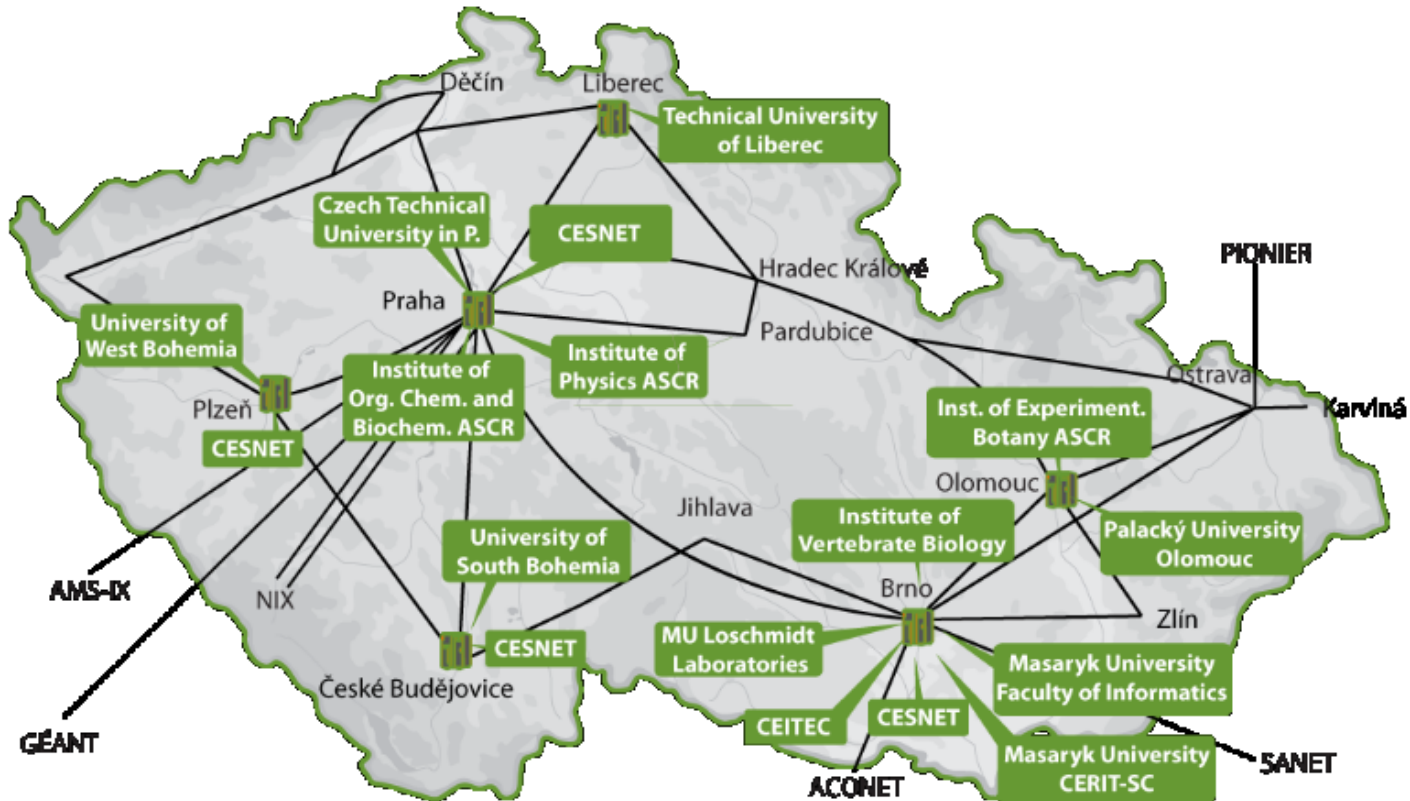 Děčín
Liberec
Technical University
of Liberec
Czech Technical
University in P.
CESNET
PIONIER
Hradec Králové
Praha
University of
West Bohemia
Pardubice
Institute of
Physics ASCR
Institute of
Org. Chem. and
Biochem. ASCR
Ostrava
Karviná
Plzeň
CESNET
Inst. of Experiment.
Botany ASCR
Olomouc
Jihlava
Institute of
Vertebrate Biology
Palacký University
Olomouc
University of
South Bohemia
AMS-IX
NIX
Brno
Zlín
CESNET
MU Loschmidt
Laboratories
Masaryk University
Faculty of Informatics
České Budějovice
CEITEC
CESNET
GÉANT
Masaryk University
CERIT-SC
SANET
ACONET